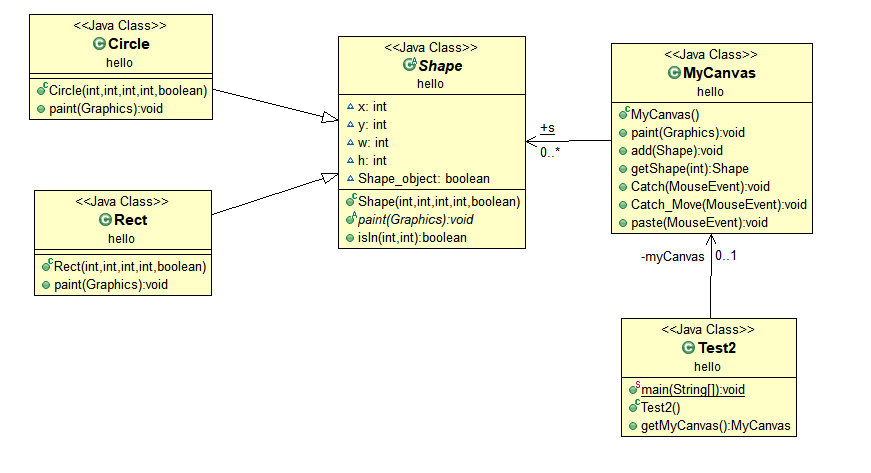 <<Java Class>>
Circle
hello
Circle(int,int,int,int,boolean)
paint(Graphics):void
<<Java Class>>
Rect
hello
Rect(int,int,int,int,boolean)
paint(Graphics):void
<<Java Class>>
Shape
hello
x: int
y: int
w: int
h: int
Shape_object: boolean
Shape(int,int,int,int,boolean)
paint(Graphics):void
isIn(int,int):boolean
+s
0..*
<<Java Class>>
MyCanvas
hello
MyCanvas()
paint(Graphics):void
add(Shape):void
getShape(int):Shape
Catch(MouseEvent):void
Catch_Move(MouseEvent):void
paste(MouseEvent):void
-myCanvas 0..1
<<Java Class>>
Test2
hello
main(String[]):void
Test2()
getMyCanvas():MyCanvas